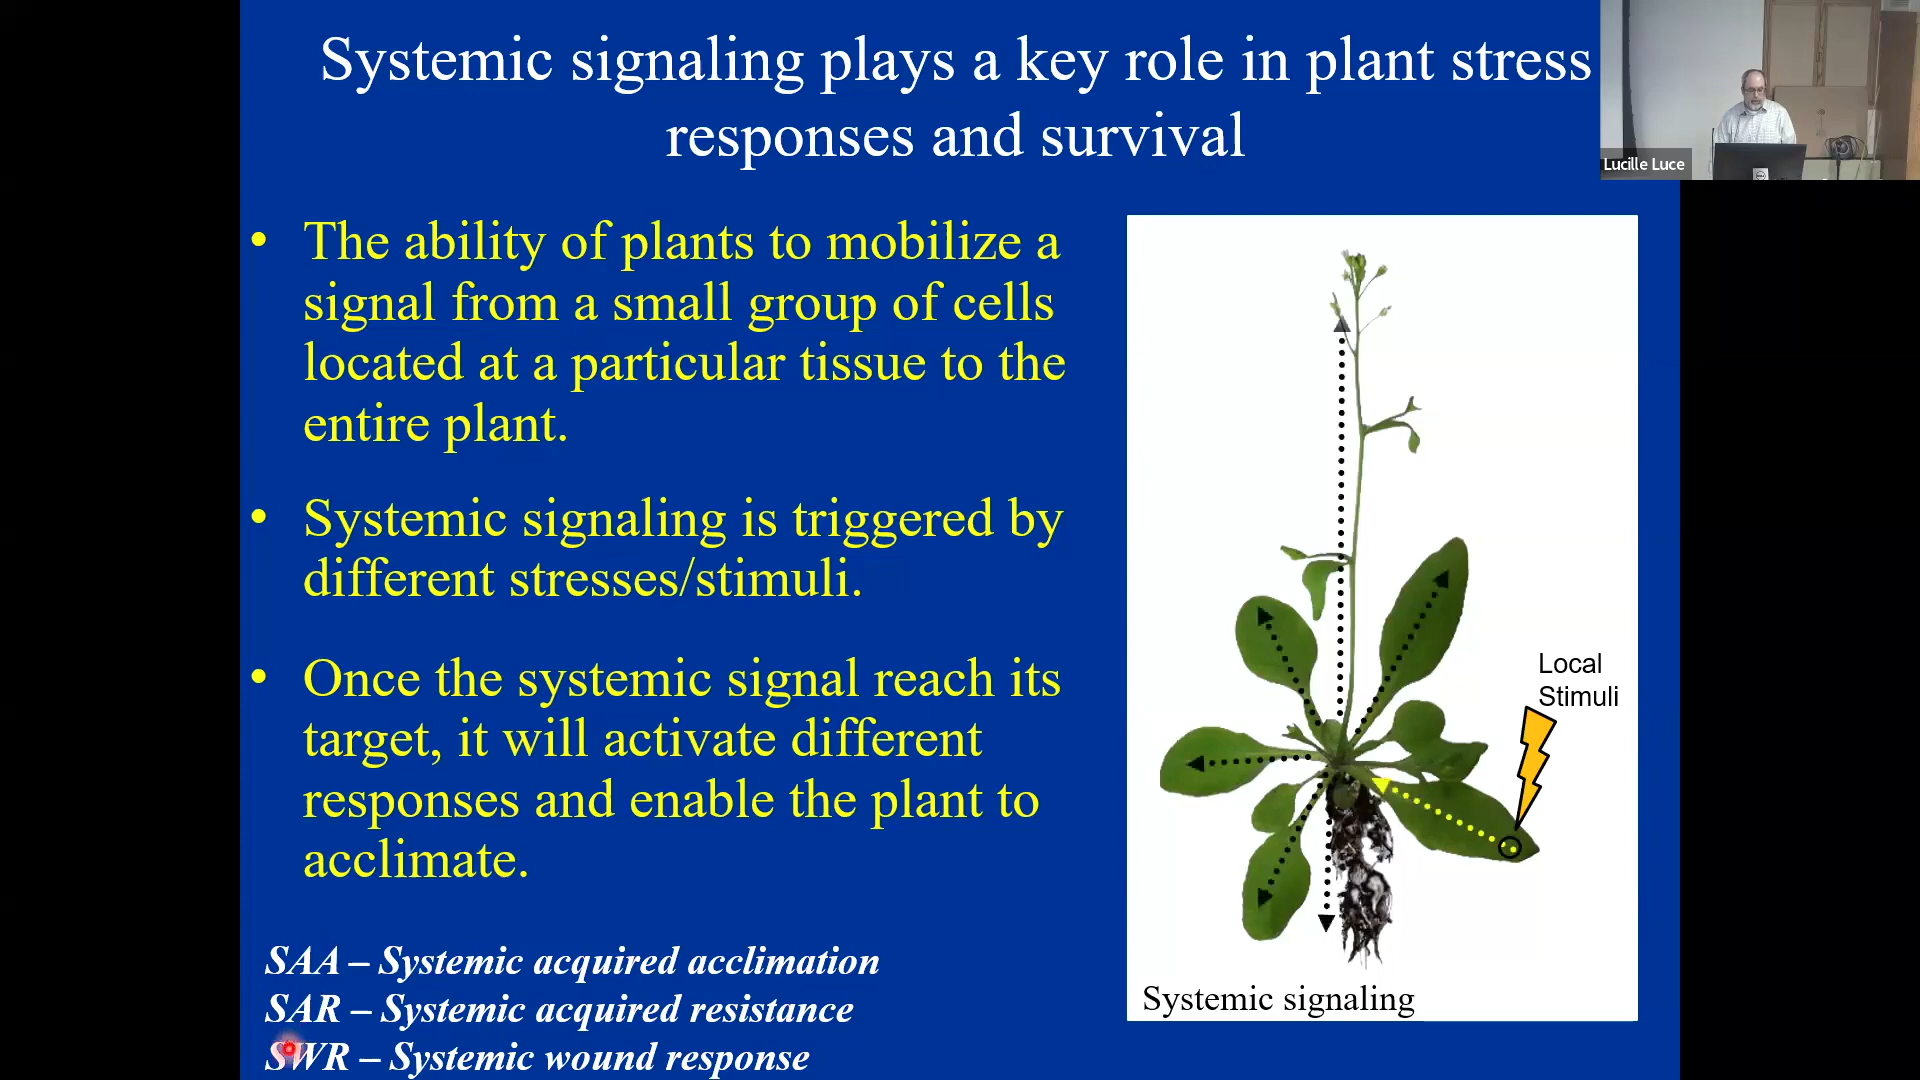 Systemic signaling plays a key role in plant stress
responses and survival
Lucille Luce
• The ability of plants to mobilize a
signal from a small group of cells
located at a particular tissue to the
entire plant.
• Systemic signaling is triggered by
different stresses/stimuli.
• Once the systemic signal reach its
target, it will activate different
responses and enable the plant to
acclimate.
SAA – Systemic acquired acclimation
SAR – Systemic acquired resistance
SWR – Systemic wound response
Local
Stimuli
Systemic signaling